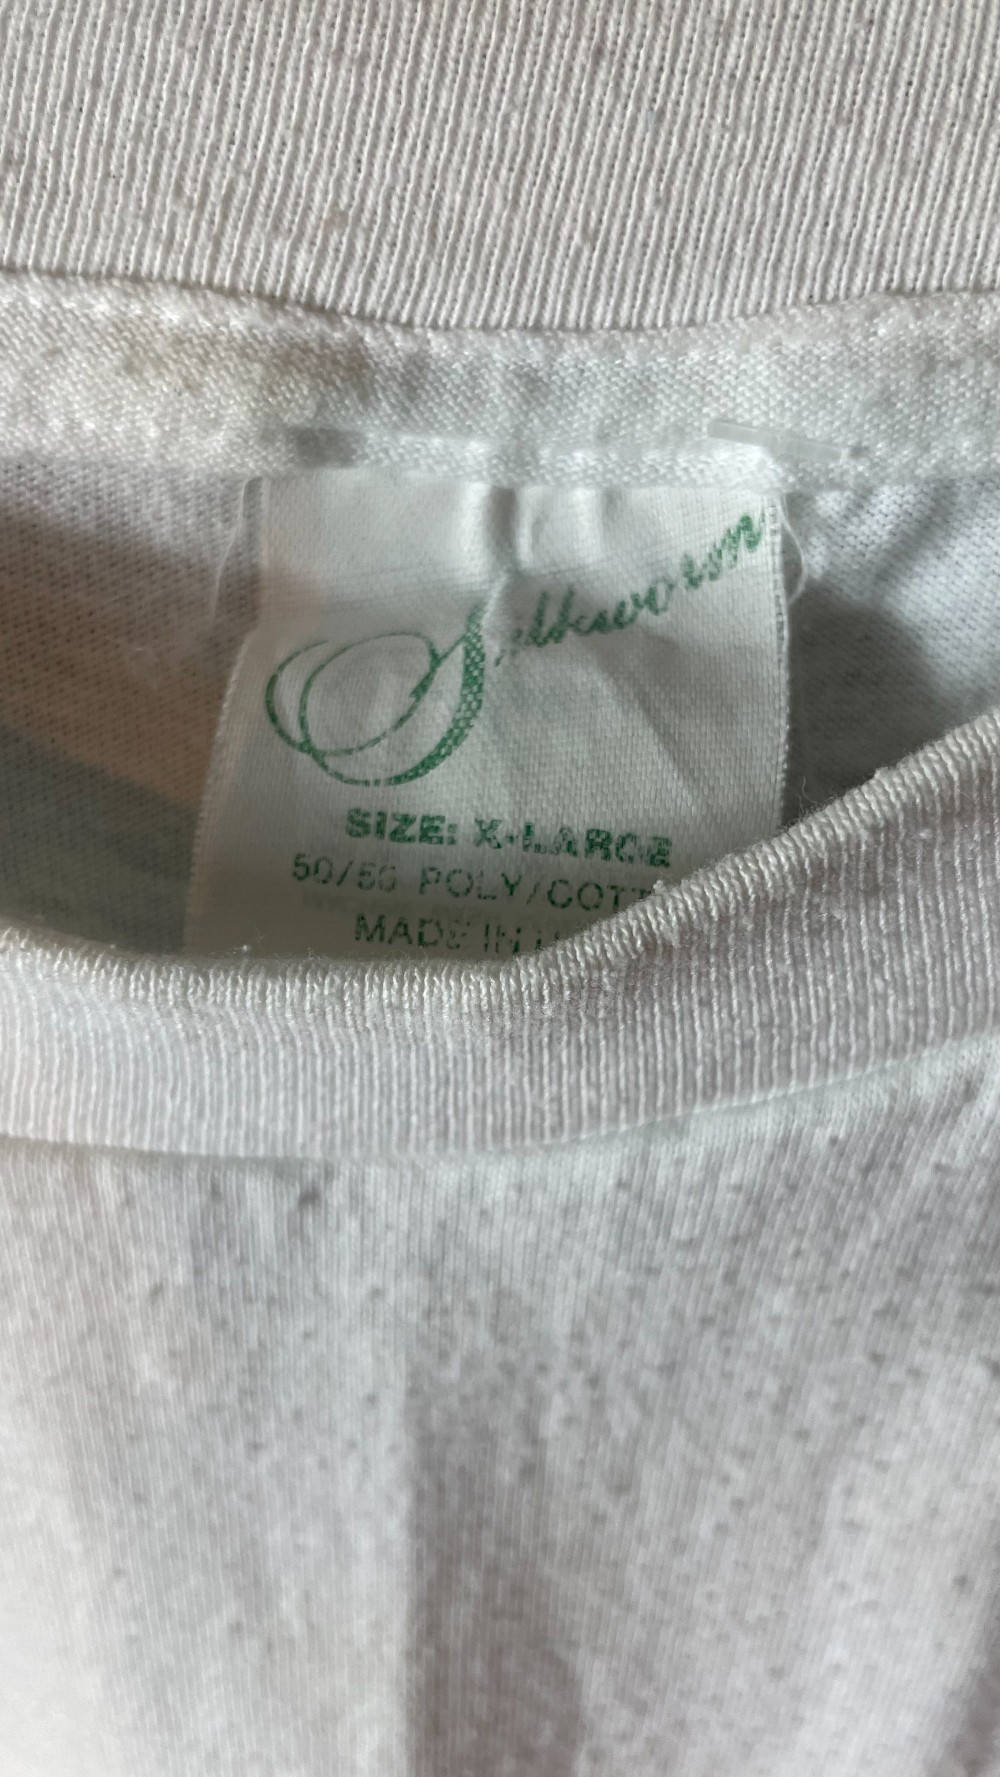 Silkworm
SIZE: X-LARGE
50/50 POLY/COTT
MADE IN